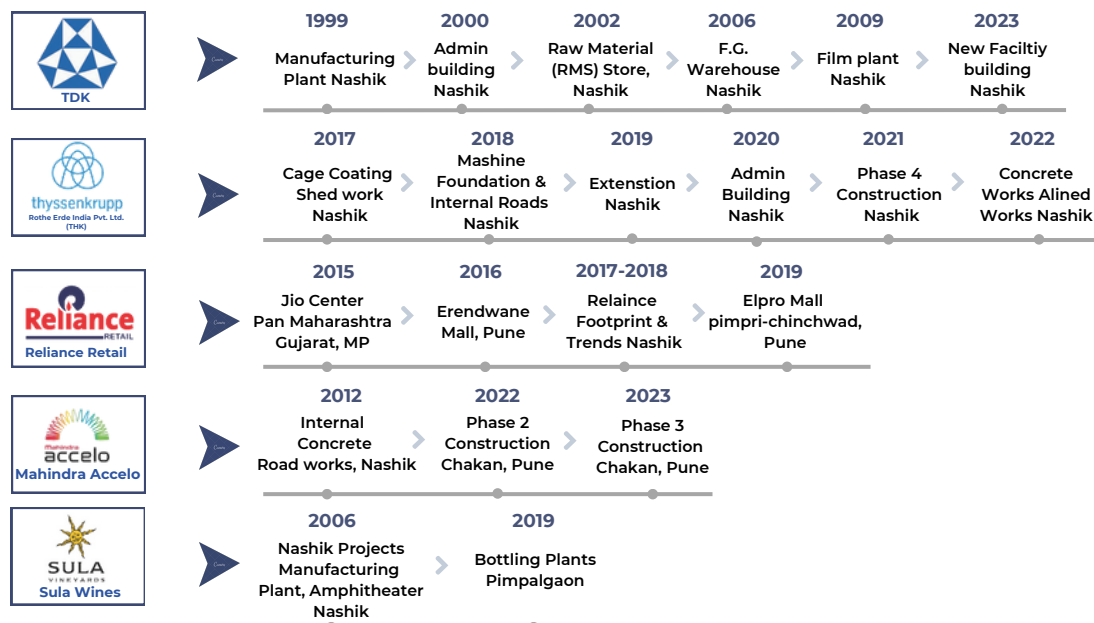 TDK
1999
Manufacturing
Plant Nashik
2000
Admin
building
Nashik
2002
Raw Material
(RMS) Store,
Nashik
2006
F.G.
Warehouse
Nashik
2009
Film plant
Nashik
2023
New Faciltiy
building
Nashik
thyssenkrupp
Rothe Erde India Pvt. Ltd.
(THK)
2017
Cage Coating
Shed work
Nashik
2018
Mashine
Foundation &
Internal Roads
Nashik
2019
Extenstion
Nashik
2020
Admin
Building
Nashik
2021
Phase 4
Construction
Nashik
2022
Concrete
Works Alined
Works Nashik
Reliance
RETAIL
Reliance Retail
2015
Jio Center
Pan Maharashtra
Gujarat, MP
2016
Erendwane
Mall, Pune
2017-2018
Relaince
Footprint &
Trends Nashik
2019
Elpro Mall
pimpri-chinchwad,
Pune
Mahindra
accelo
Mahindra Accelo
2012
Internal
Concrete
Road works, Nashik
2022
Phase 2
Construction
Chakan, Pune
2023
Phase 3
Construction
Chakan, Pune
SULA
VINEYARDS
Sula Wines
2006
Nashik Projects
Manufacturing
Plant, Amphitheater
Nashik
2019
Bottling Plants
Pimpalgaon